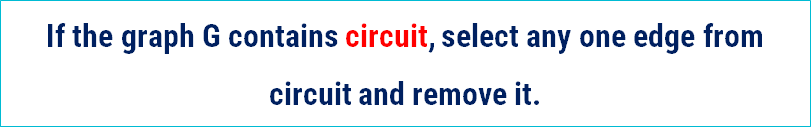 If the graph G contains circuit, select any one edge from
circuit and remove it.